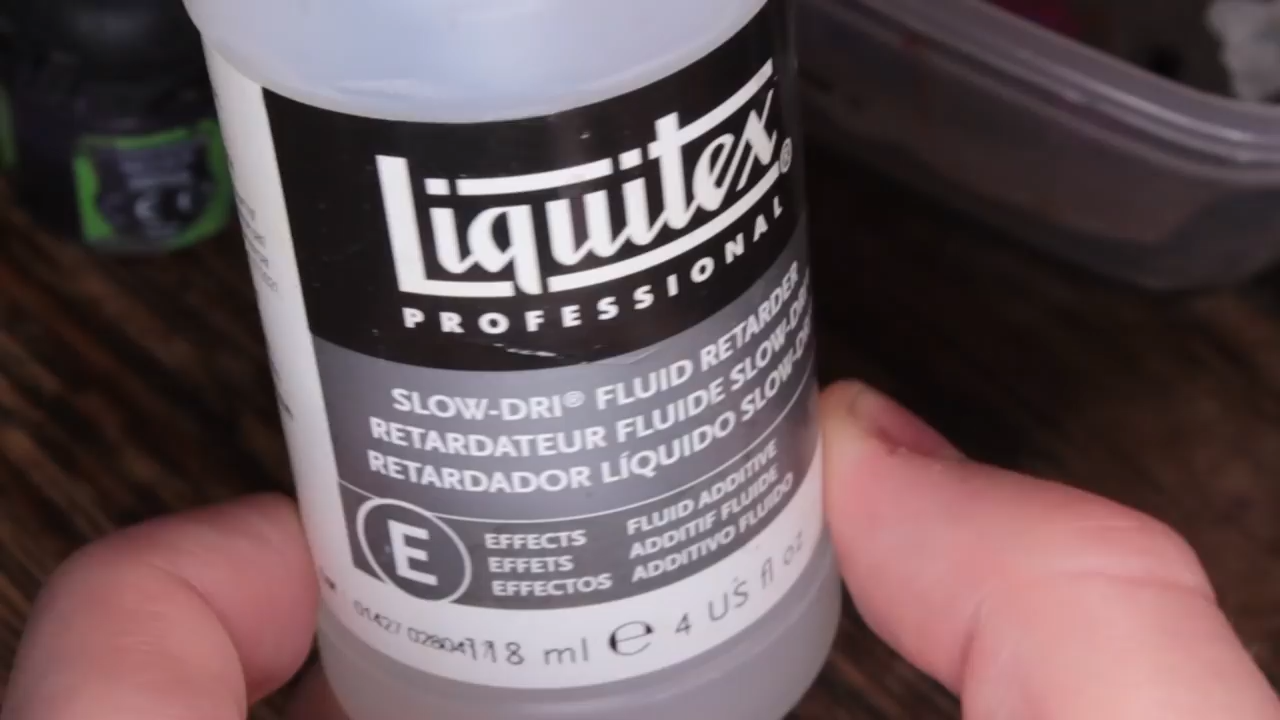 Liquitex®
PROFESSIONAL
SLOW-DRI® FLUID RETARDER
RETARDATEUR FLUIDE SLOW-DRI
RETARDADOR LÍQUIDO SLOW-DRI
E
EFFECTS
EFFETS
EFFECTOS
FLUID ADDITIVE
ADDITIF FLUIDE
ADDITIVO FLUIDO
118 ml ℮ 4 US fl oz